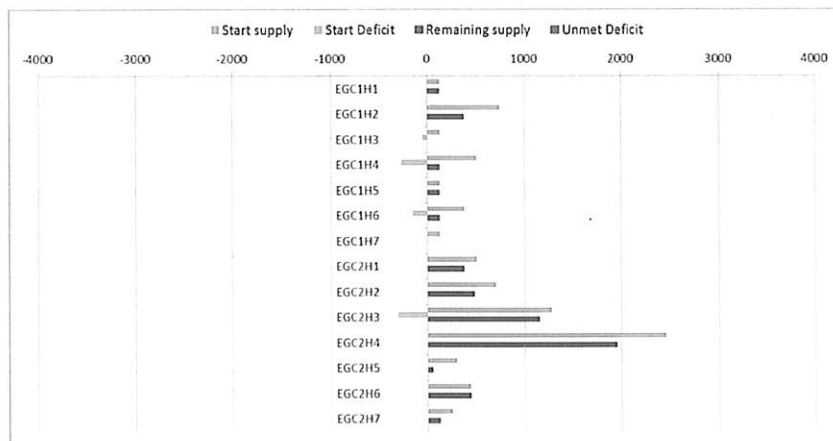 Start supply Start Deficit Remaining supply Unmet Deficit
-4000 -3000 -2000 -1000 0 1000 2000 3000 4000
EGC1H1
EGC1H2
EGC1H3
EGC1H4
EGC1H5
EGC1H6
EGC1H7
EGC2H1
EGC2H2
EGC2H3
EGC2H4
EGC2H5
EGC2H6
EGC2H7